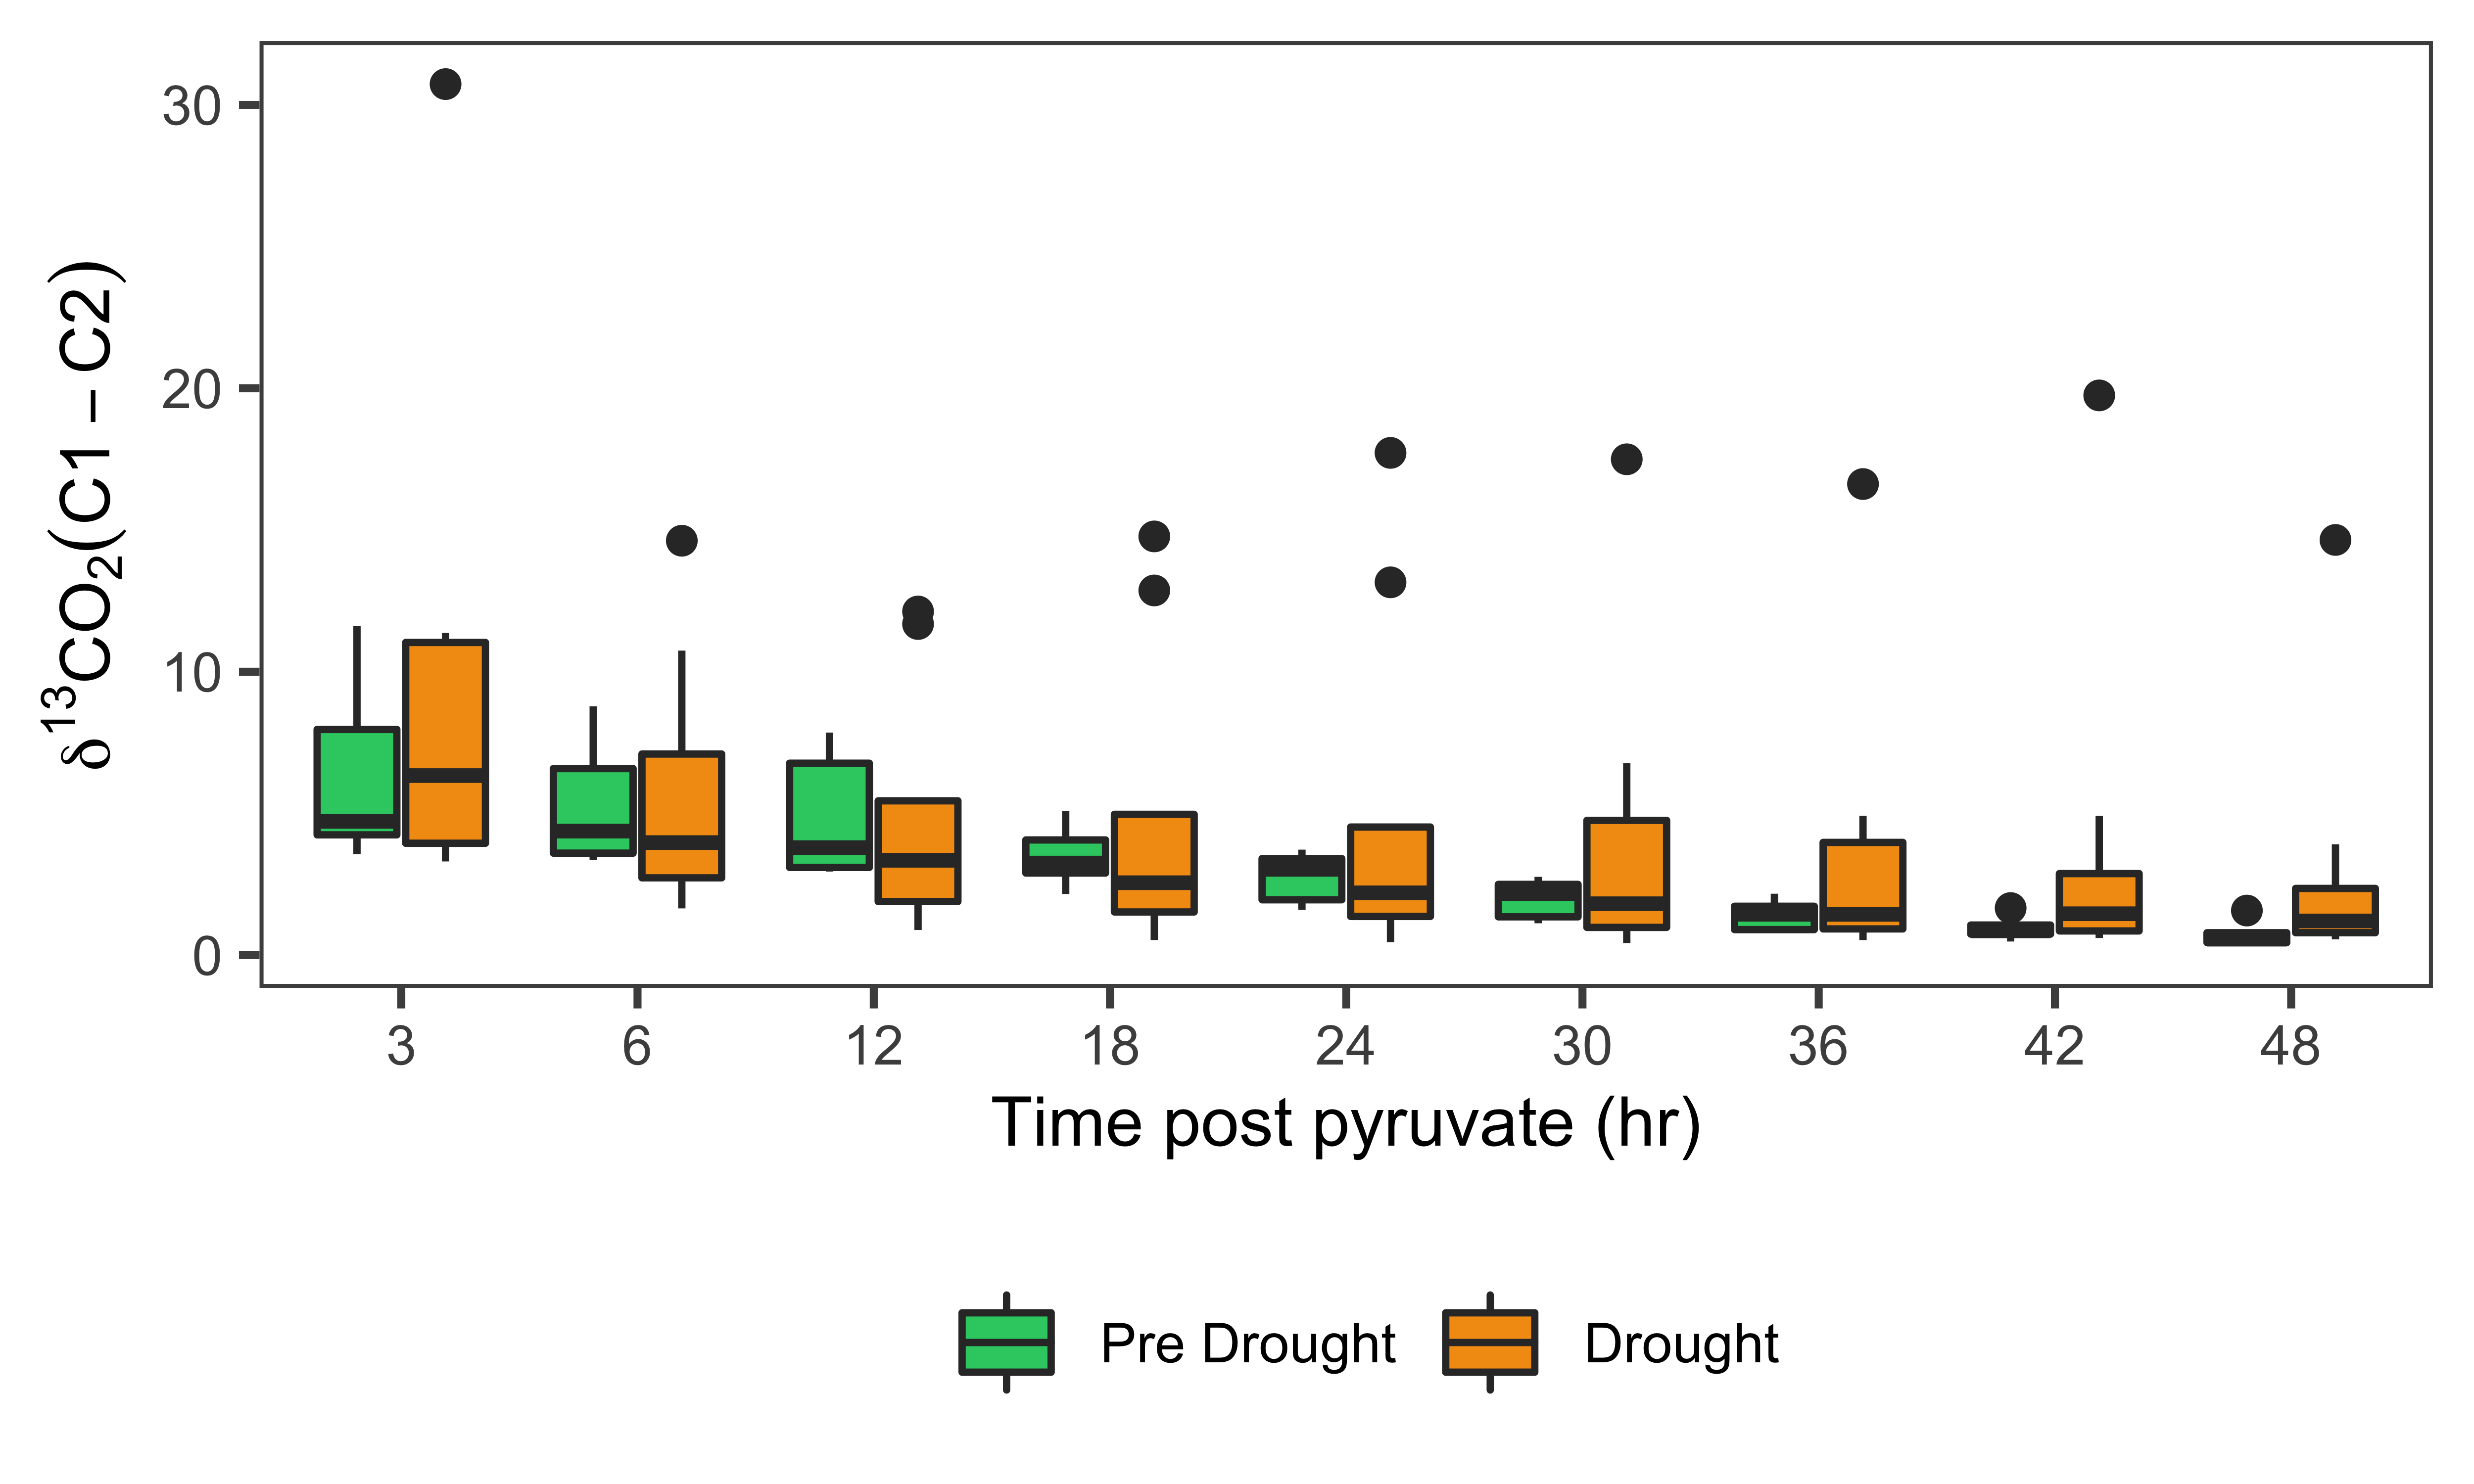 δ¹³CO₂(C1 − C2)
30
20
10
0
3 6 12 18 24 30 36 42 48
Time post pyruvate (hr)
Pre Drought Drought